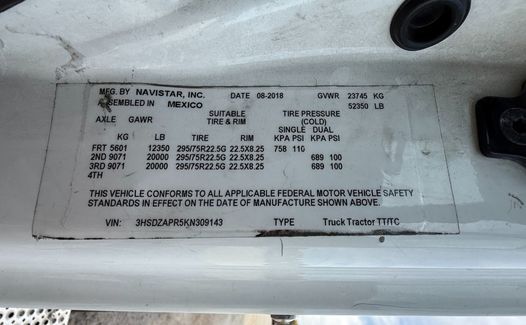 MFG. BY NAVISTAR, INC. DATE 08-2018 GVWR 23745 KG
ASSEMBLED IN MEXICO 52350 LB
SUITABLE TIRE PRESSURE
AXLE GAWR TIRE & RIM (COLD)
SINGLE DUAL
KG LB TIRE RIM KPA PSI KPA PSI
FRT 5601 12350 295/75R22.5G 22.5X8.25 758 110
2ND 9071 20000 295/75R22.5G 22.5X8.25 689 100
3RD 9071 20000 295/75R22.5G 22.5X8.25 689 100
4TH
THIS VEHICLE CONFORMS TO ALL APPLICABLE FEDERAL MOTOR VEHICLE SAFETY
STANDARDS IN EFFECT ON THE DATE OF MANUFACTURE SHOWN ABOVE.
VIN: 3HSDZAPR5KN309143 TYPE Truck Tractor TT/TC